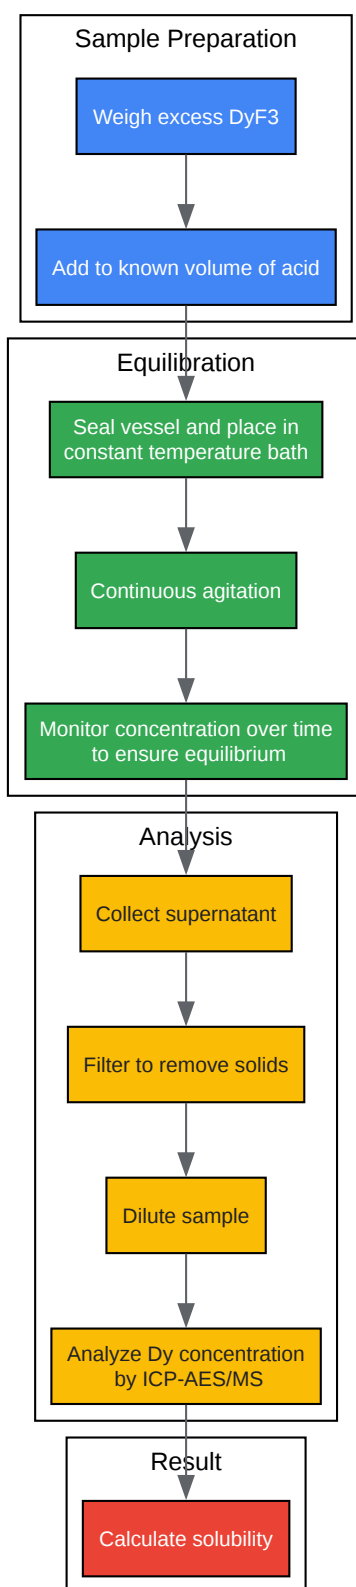 Sample Preparation
Weigh excess DyF3
Add to known volume of acid
Equilibration
Seal vessel and place in
constant temperature bath
Continuous agitation
Monitor concentration over time
to ensure equilibrium
Analysis
Collect supernatant
Filter to remove solids
Dilute sample
Analyze Dy concentration
by ICP-AES/MS
Result
Calculate solubility